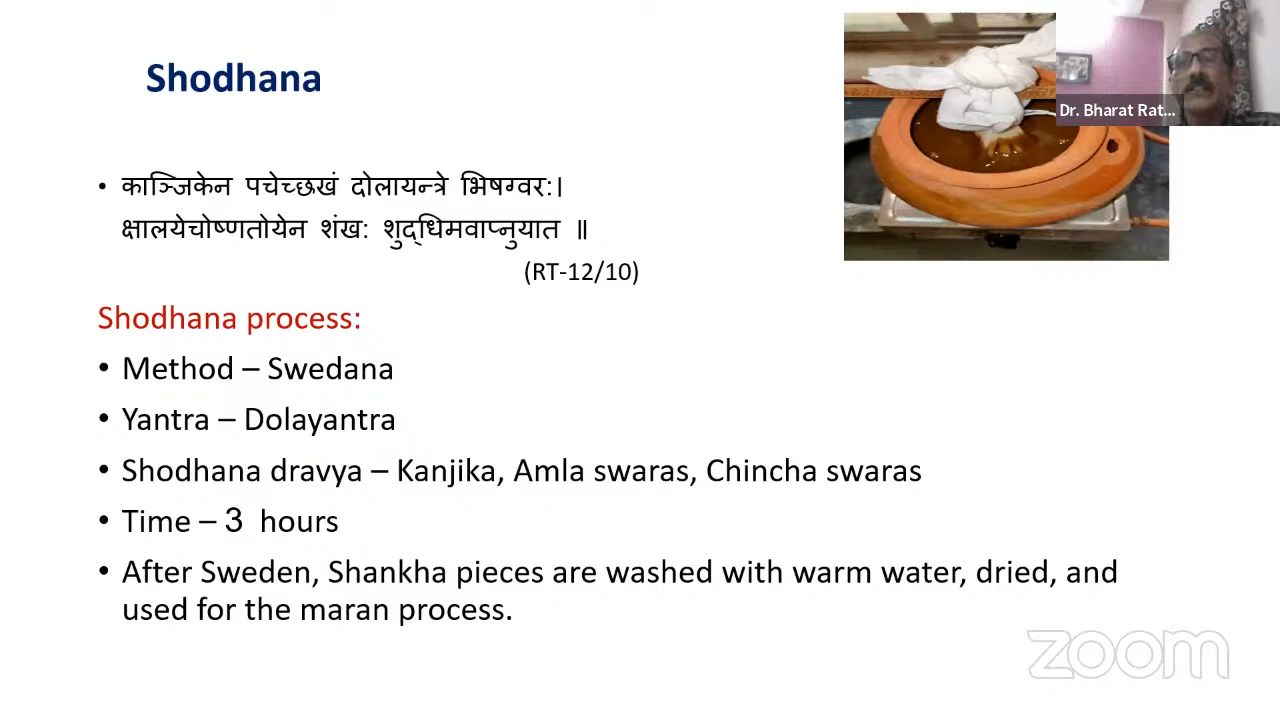 Shodhana
Dr. Bharat Rat...
• काञ्जिकेन पचेच्छखं दोलायन्त्रे भिषग्वर:।
क्षालयेचोष्णतोयेन शंख: शुद्धिमवाप्नुयात ॥
(RT-12/10)
Shodhana process:
• Method – Swedana
• Yantra – Dolayantra
• Shodhana dravya – Kanjika, Amla swaras, Chincha swaras
• Time – 3 hours
• After Sweden, Shankha pieces are washed with warm water, dried, and
used for the maran process.
zoom